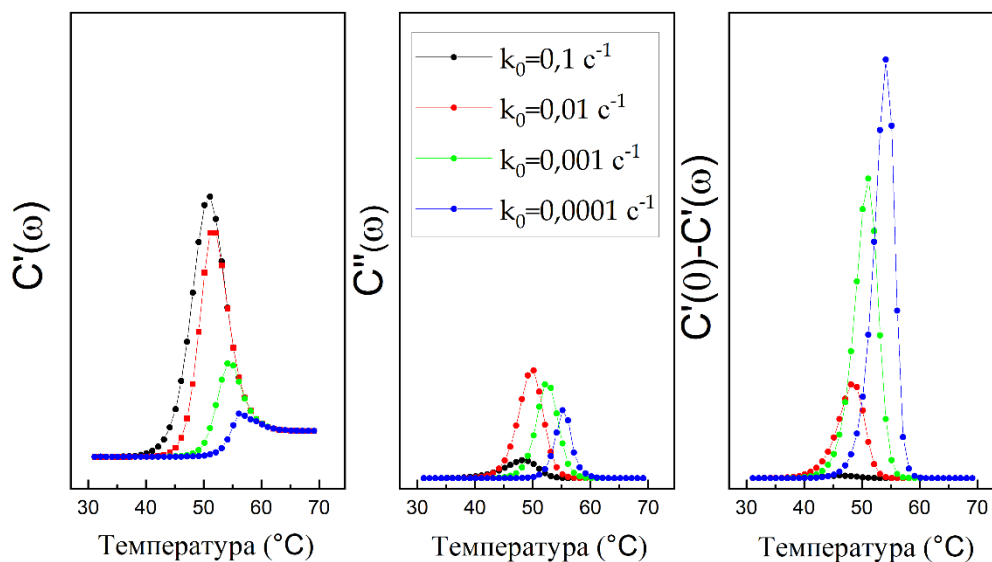 C'(ω)
30 40 50 60 70
Температура (°C)
C''(ω)
k₀=0,1 c⁻¹
k₀=0,01 c⁻¹
k₀=0,001 c⁻¹
k₀=0,0001 c⁻¹
30 40 50 60 70
Температура (°C)
C'(0)-C'(ω)
30 40 50 60 70
Температура (°C)